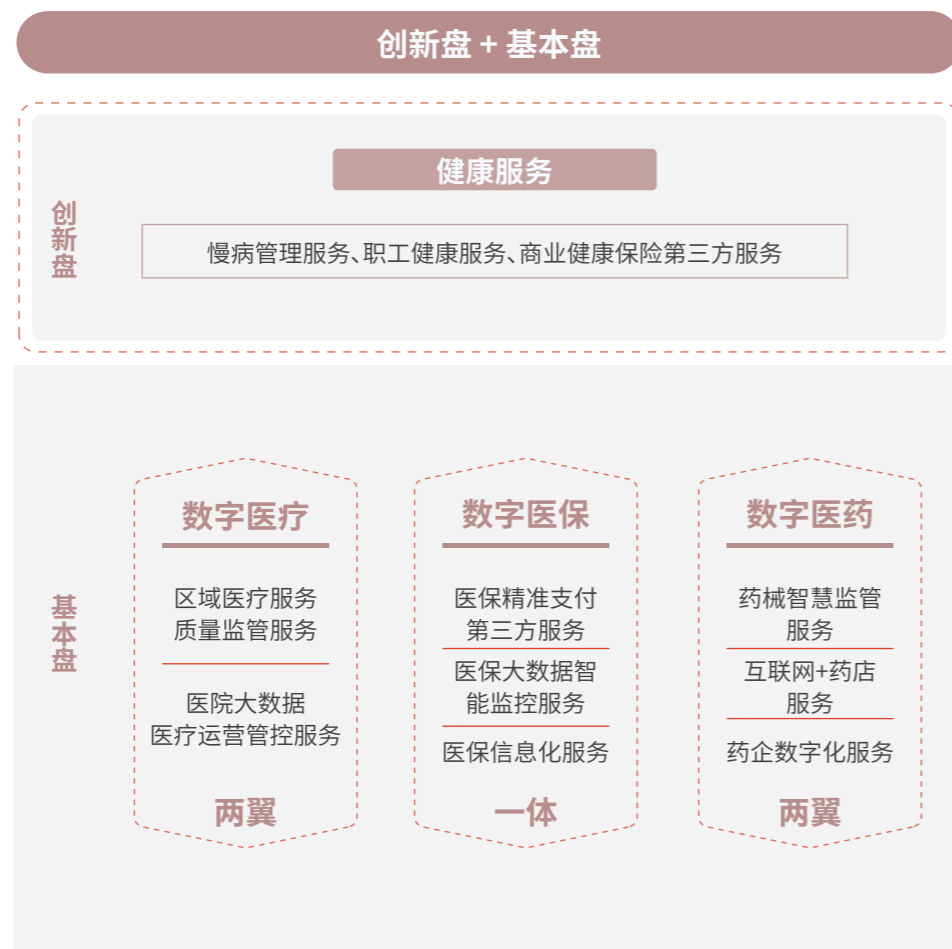 创新盘 + 基本盘
创新盘
健康服务
慢病管理服务、职工健康服务、商业健康保险第三方服务
基本盘
数字医疗
区域医疗服务
质量监管服务
医院大数据
医疗运营管控服务
两翼
数字医保
医保精准支付
第三方服务
医保大数据智
能监控服务
医保信息化服务
一体
数字医药
药械智慧监管
服务
互联网+药店
服务
药企数字化服务
两翼